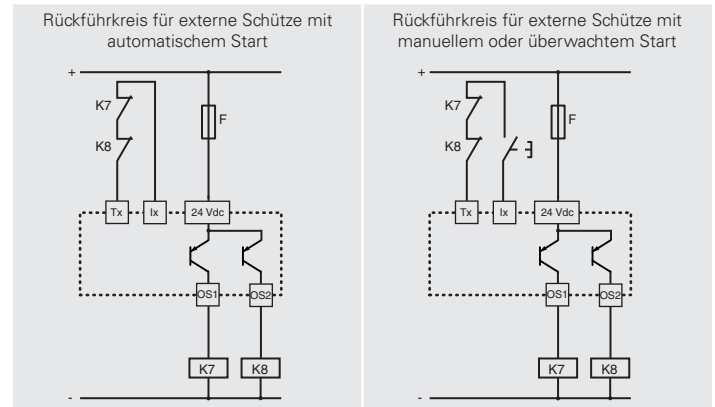 Rückführkreis für externe Schütze mit
automatischem Start
+
K7
F
K8
Tx
Ix
24 Vdc
OS1
OS2
K7
K8
-
Rückführkreis für externe Schütze mit
manuellem oder überwachtem Start
+
K7
F
K8
Tx
Ix
24 Vdc
OS1
OS2
K7
K8
-